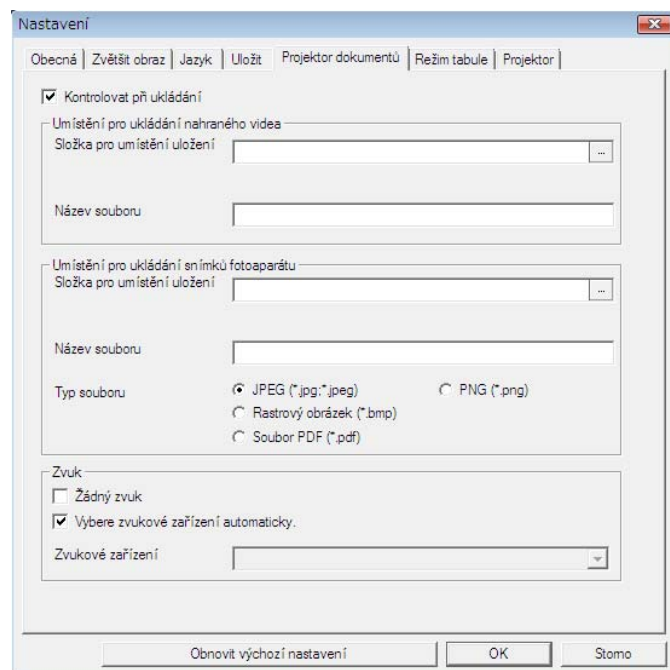 Nastavení
Obecná Zvětšit obraz Jazyk Uložit Projektor dokumentů Režim tabule Projektor
Kontrolovat při ukládání
Umístění pro ukládání nahraného videa
Složka pro umístění uložení ...
Název souboru
Umístění pro ukládání snímků fotoaparátu
Složka pro umístění uložení ...
Název souboru
Typ souboru JPEG (*.jpg;*.jpeg) PNG (*.png)
Rastrový obrázek (*.bmp)
Soubor PDF (*.pdf)
Zvuk
Žádný zvuk
Vybere zvukové zařízení automaticky.
Zvukové zařízení
Obnovit výchozí nastavení OK Storno